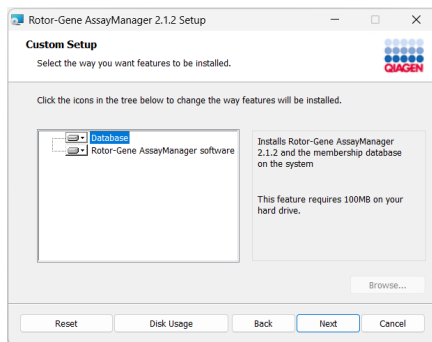 Rotor-Gene AssayManager 2.1.2 Setup
Custom Setup
Select the way you want features to be installed.
QIAGEN
Click the icons in the tree below to change the way features will be installed.
Database
Rotor-Gene AssayManager software
Installs Rotor-Gene AssayManager
2.1.2 and the membership database
on the system
This feature requires 100MB on your
hard drive.
Browse...
Reset
Disk Usage
Back
Next
Cancel